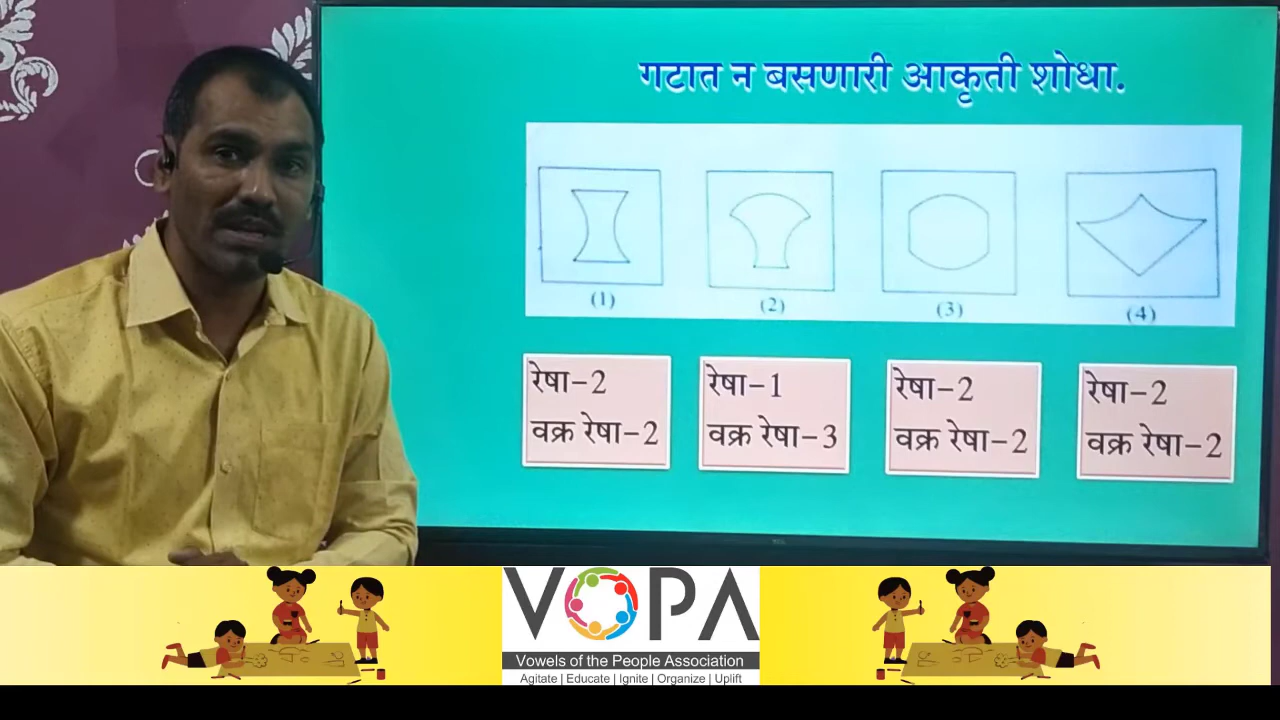 गटात न बसणारी आकृती शोधा.
(1) (2) (3) (4)
रेषा-2
वक्र रेषा-2
रेषा-1
वक्र रेषा-3
रेषा-2
वक्र रेषा-2
रेषा-2
वक्र रेषा-2
VOPA
Vowels of the People Association
Agitate | Educate | Ignite | Organize | Uplift